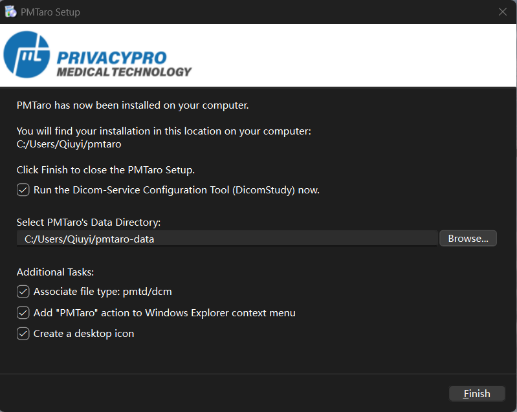 PMTaro Setup
PRIVACYPRO
MEDICAL TECHNOLOGY
PMTaro has now been installed on your computer.
You will find your installation in this location on your computer:
C:/Users/Qiuyi/pmtaro
Click Finish to close the PMTaro Setup.
Run the Dicom-Service Configuration Tool (DicomStudy) now.
Select PMTaro's Data Directory:
C:/Users/Qiuyi/pmtaro-data
Browse...
Additional Tasks:
Associate file type: pmtd/dcm
Add "PMTaro" action to Windows Explorer context menu
Create a desktop icon
Finish